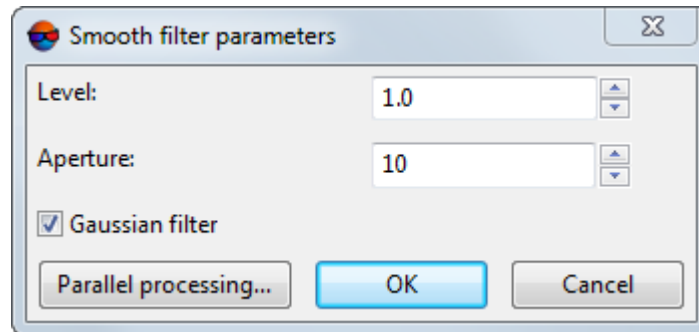 Smooth filter parameters
Level: 1.0
Aperture: 10
Gaussian filter
Parallel processing... OK Cancel